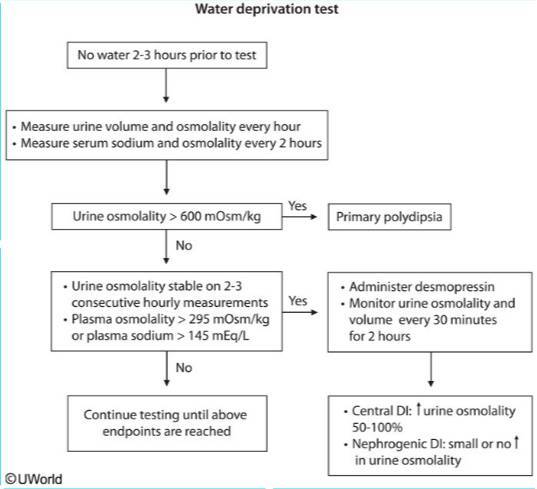 Water deprivation test
No water 2-3 hours prior to test
• Measure urine volume and osmolality every hour
• Measure serum sodium and osmolality every 2 hours
Urine osmolality > 600 mOsm/kg
Yes
Primary polydipsia
No
• Urine osmolality stable on 2-3
consecutive hourly measurements
• Plasma osmolality > 295 mOsm/kg
or plasma sodium > 145 mEq/L
Yes
• Administer desmopressin
• Monitor urine osmolality and
volume every 30 minutes
for 2 hours
No
Continue testing until above
endpoints are reached
• Central DI: ↑ urine osmolality
50-100%
• Nephrogenic DI: small or no ↑
in urine osmolality
©UWorld